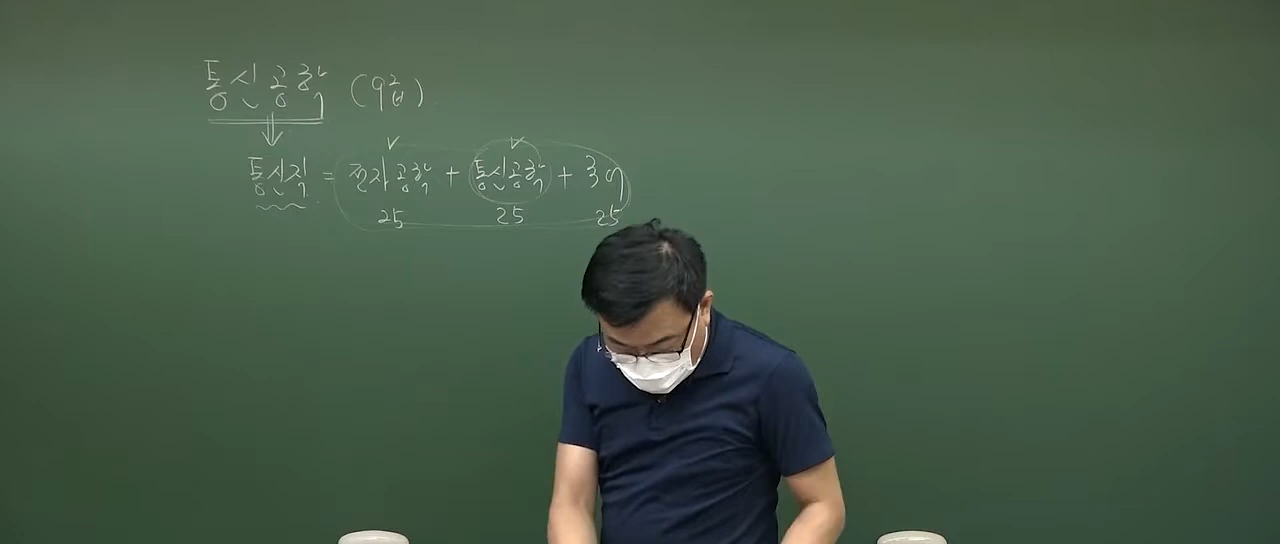 통신공학 (9급)
통신직 = 전자공학 + 통신공학 + 국어
25 25 25